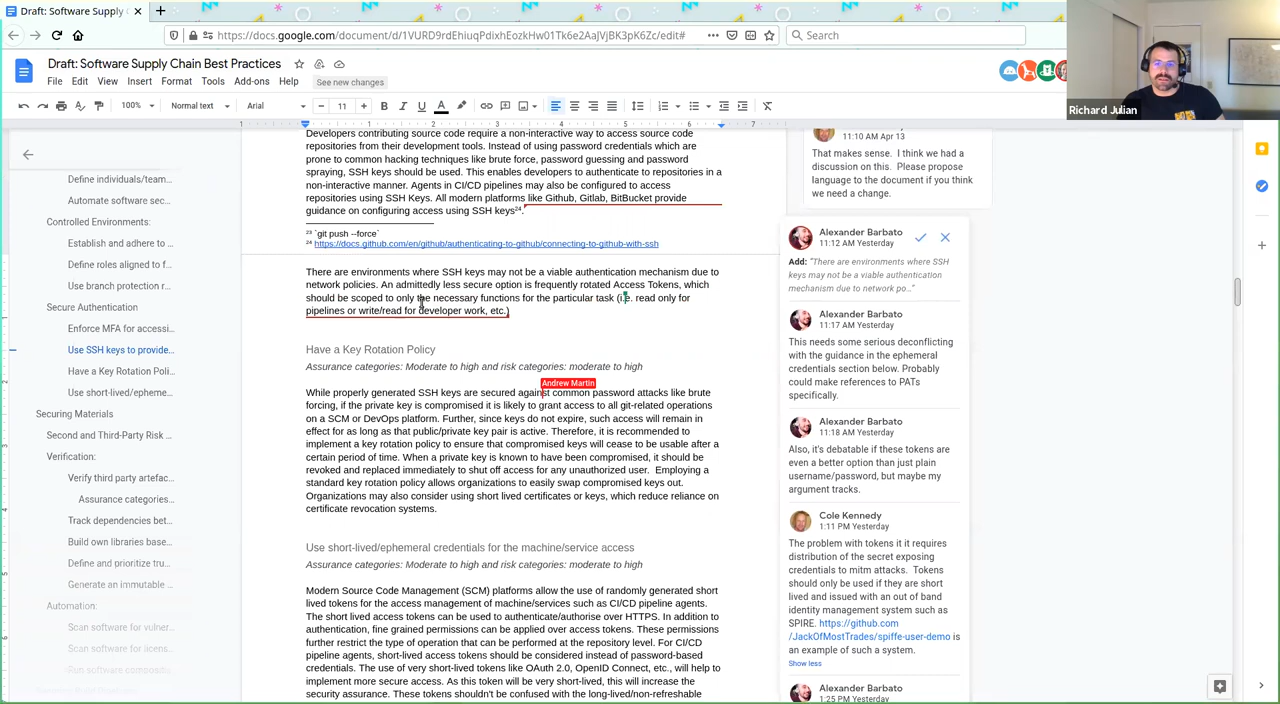 Draft: Software Supply C
https://docs.google.com/document/d/1VURD9rdEhiuqPdixhEozkHw01Tk6e2AaJVjBK3pK6Zc/edit#
Search
Draft: Software Supply Chain Best Practices
File Edit View Insert Format Tools Add-ons Help
See new changes
100%
Normal text
Arial
11
Richard Julian
1 1 2 3 4 5 6 7
Define individuals/team...
Automate software sec...
Controlled Environments:
Establish and adhere to ...
Define roles aligned to f...
Use branch protection r...
Secure Authentication
Enforce MFA for accessi...
Use SSH keys to provide...
Have a Key Rotation Poli...
Use short-lived/epheme...
Securing Materials
Second and Third-Party Risk ...
Verification:
Verify third party artefac...
Assurance categories...
Track dependencies bet...
Build own libraries base...
Define and prioritize tru...
Generate an immutable ...
Automation:
Scan software for vulner...
Scan software for licens...
Run software compositio...
Developers contributing source code require a non-interactive way to access source code
repositories from their development tools. Instead of using password credentials which are
prone to common hacking techniques like brute force, password guessing and password
spraying, SSH keys should be used. This enables developers to authenticate to repositories in a
non-interactive manner. Agents in CI/CD pipelines may also be configured to access
repositories using SSH Keys. All modern platforms like Github, Gitlab, BitBucket provide
guidance on configuring access using SSH keys²⁴.
²³ `git push --force`
²⁴ https://docs.github.com/en/github/authenticating-to-github/connecting-to-github-with-ssh
There are environments where SSH keys may not be a viable authentication mechanism due to
network policies. An admittedly less secure option is frequently rotated Access Tokens, which
should be scoped to only the necessary functions for the particular task (i.e. read only for
pipelines or write/read for developer work, etc.)
Have a Key Rotation Policy
Assurance categories: Moderate to high and risk categories: moderate to high
Andrew Martin
While properly generated SSH keys are secured against common password attacks like brute
forcing, if the private key is compromised it is likely to grant access to all git-related operations
on a SCM or DevOps platform. Further, since keys do not expire, such access will remain in
effect for as long as that public/private key pair is active. Therefore, it is recommended to
implement a key rotation policy to ensure that compromised keys will cease to be usable after a
certain period of time. When a private key is known to have been compromised, it should be
revoked and replaced immediately to shut off access for any unauthorized user.  Employing a
standard key rotation policy allows organizations to easily swap compromised keys out.
Organizations may also consider using short lived certificates or keys, which reduce reliance on
certificate revocation systems.
Use short-lived/ephemeral credentials for the machine/service access
Assurance categories: Moderate to high and risk categories: moderate to high
Modern Source Code Management (SCM) platforms allow the use of randomly generated short
lived tokens for the access management of machine/services such as CI/CD pipeline agents.
The short lived access tokens can be used to authenticate/authorise over HTTPS. In addition to
authentication, fine grained permissions can be applied over access tokens. These permissions
further restrict the type of operation that can be performed at the repository level. For CI/CD
pipeline agents, short-lived access tokens should be considered instead of password-based
credentials. The use of very short-lived tokens like OAuth 2.0, OpenID Connect, etc., will help to
implement more secure access. As this token will be very short-lived, this will increase the
security assurance. These tokens shouldn't be confused with the long-lived/non-refreshable
11:10 AM Apr 13
That makes sense.  I think we had a
discussion on this.  Please propose
language to the document if you think
we need a change.
Alexander Barbato
11:12 AM Yesterday
Add: "There are environments where SSH
keys may not be a viable authentication
mechanism due to network po..."
Alexander Barbato
11:17 AM Yesterday
This needs some serious deconflicting
with the guidance in the ephemeral
credentials section below. Probably
could make references to PATs
specifically.
Alexander Barbato
11:18 AM Yesterday
Also, it's debatable if these tokens are
even a better option than just plain
username/password, but maybe my
argument tracks.
Cole Kennedy
1:11 PM Yesterday
The problem with tokens it it requires
distribution of the secret exposing
credentials to mitm attacks.  Tokens
should only be used if they are short
lived and issued with an out of band
identity management system such as
SPIRE. https://github.com
/JackOfMostTrades/spiffe-user-demo is
an example of such a system.
Show less
Alexander Barbato
1:25 PM Yesterday